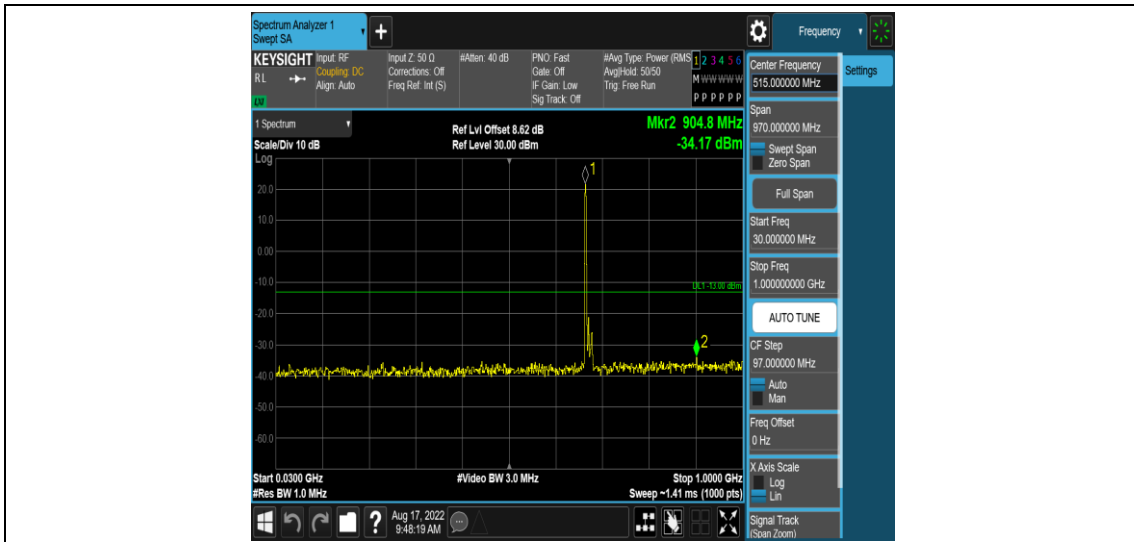 Spectrum Analyzer 1
Swept SA
+
Frequency
KEYSIGHT
RL
LXI
Input: RF
Coupling: DC
Align: Auto
Input Z: 50 Ω
Corrections: Off
Freq Ref: Int (S)
#Atten: 40 dB
PNO: Fast
Gate: Off
IF Gain: Low
Sig Track: Off
#Avg Type: Power (RMS
Avg|Hold: 50/50
Trig: Free Run
1 2 3 4 5 6
M W W W W W
P P P P P P
1 Spectrum
Scale/Div 10 dB
Log
Ref Lvl Offset 8.62 dB
Ref Level 30.00 dBm
Mkr2 904.8 MHz
-34.17 dBm
1
20.0
10.0
0.00
-10.0
DL1 -13.00 dBm
-20.0
-30.0
2
-40.0
-50.0
-60.0
Start 0.0300 GHz
#Res BW 1.0 MHz
#Video BW 3.0 MHz
Stop 1.0000 GHz
Sweep ~1.41 ms (1000 pts)
?
Aug 17, 2022
9:48:19 AM
Center Frequency
515.000000 MHz
Settings
Span
970.000000 MHz
Swept Span
Zero Span
Full Span
Start Freq
30.000000 MHz
Stop Freq
1.000000000 GHz
AUTO TUNE
CF Step
97.000000 MHz
Auto
Man
Freq Offset
0 Hz
X Axis Scale
Log
Lin
Signal Track
(Span Zoom)